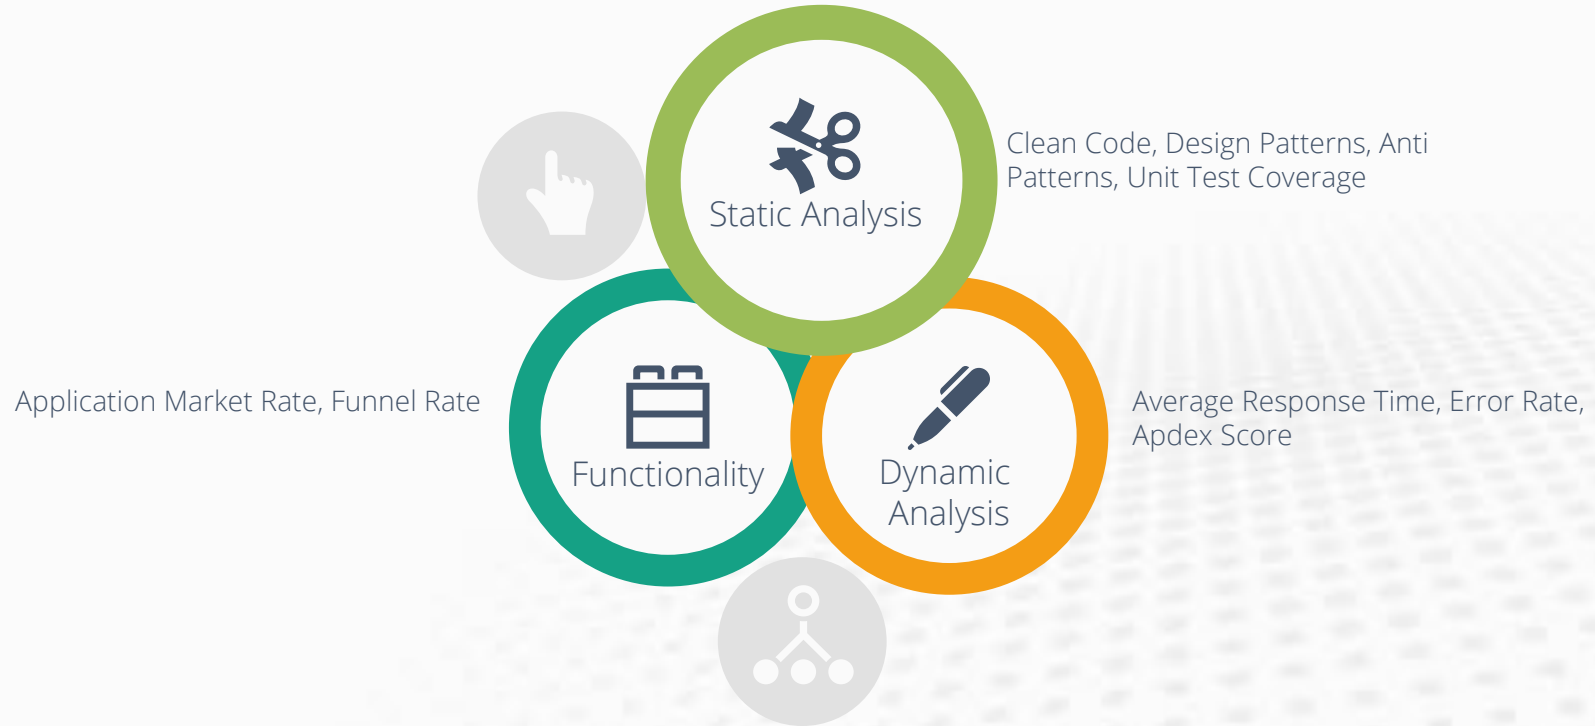 Static Analysis
Clean Code, Design Patterns, Anti
Patterns, Unit Test Coverage
Application Market Rate, Funnel Rate
Functionality
Dynamic
Analysis
Average Response Time, Error Rate,
Apdex Score